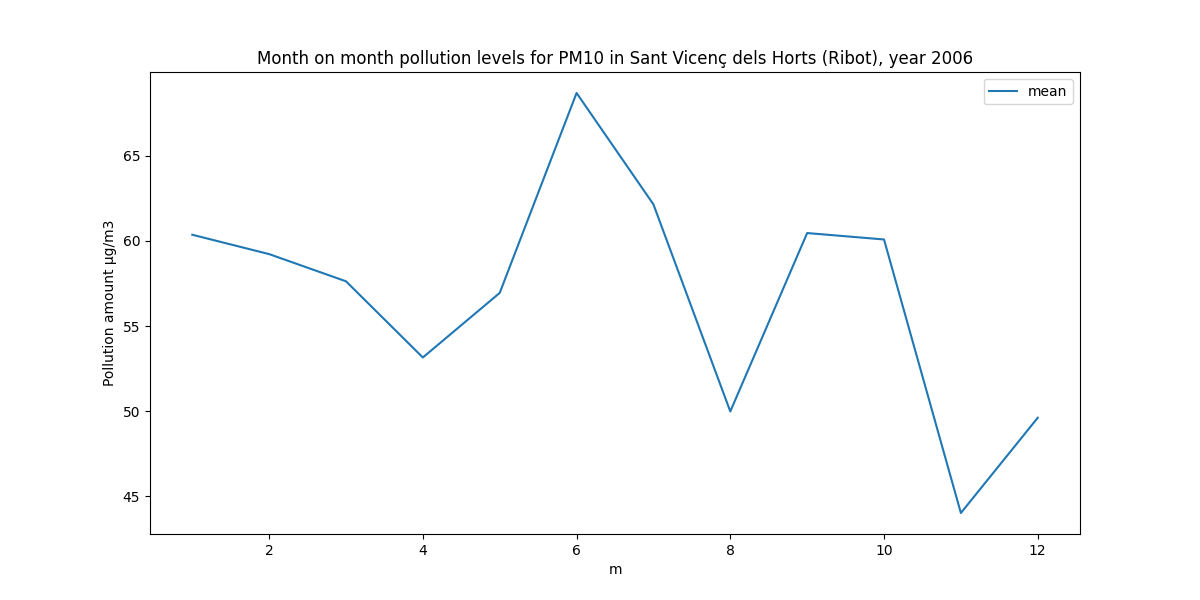 Month on month pollution levels for PM10 in Sant Vicenç dels Horts (Ribot), year 2006
mean
Pollution amount µg/m3
65
60
55
50
45
2 4 6 8 10 12
m